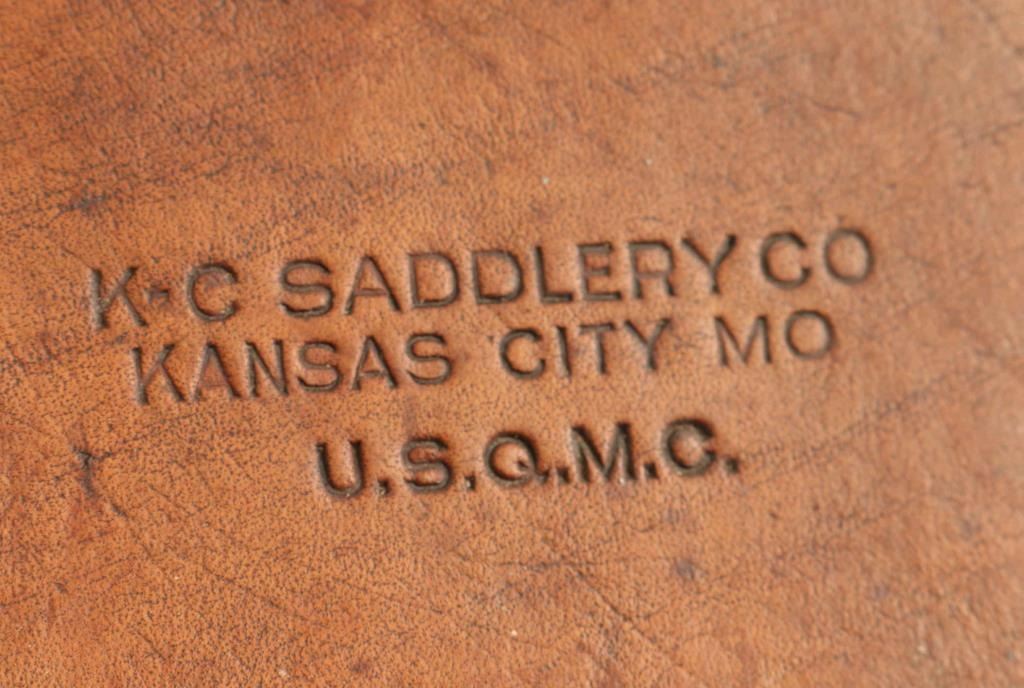 K-C SADDLERY CO
KANSAS CITY MO
U.S.Q.M.C.